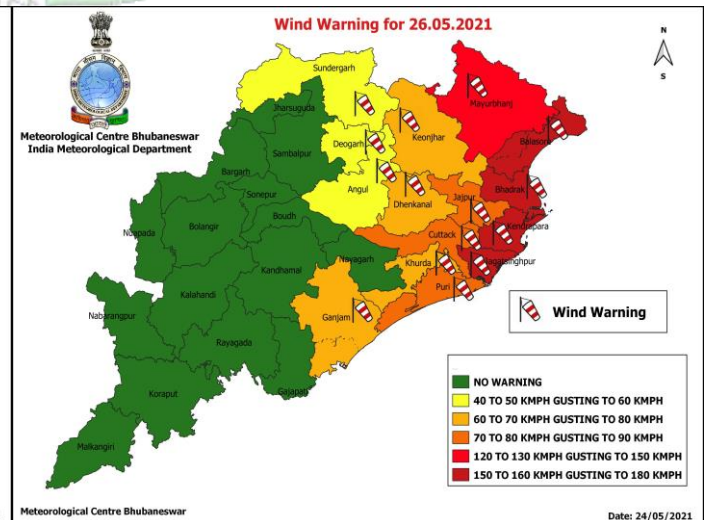 Wind Warning for 26.05.2021
N
S
Meteorological Centre Bhubaneswar
India Meteorological Department
Sundergarh
Mayurbhanj
Jharsuguda
Keonjhar
Balasore
Deogarh
Sambalpur
Bargarh
Angul
Bhadrak
Sonepur
Dhenkanal
Jajpur
Kendrapara
Nuapada
Bolangir
Boudh
Cuttack
Nayagarh
Khurda
Jagatsinghpur
Kandhamal
Puri
Kalahandi
Nabarangpur
Ganjam
Wind Warning
Rayagada
Koraput
Gajapati
Malkangiri
NO WARNING
40 TO 50 KMPH GUSTING TO 60 KMPH
60 TO 70 KMPH GUSTING TO 80 KMPH
70 TO 80 KMPH GUSTING TO 90 KMPH
120 TO 130 KMPH GUSTING TO 150 KMPH
150 TO 160 KMPH GUSTING TO 180 KMPH
Meteorological Centre Bhubaneswar
Date: 24/05/2021